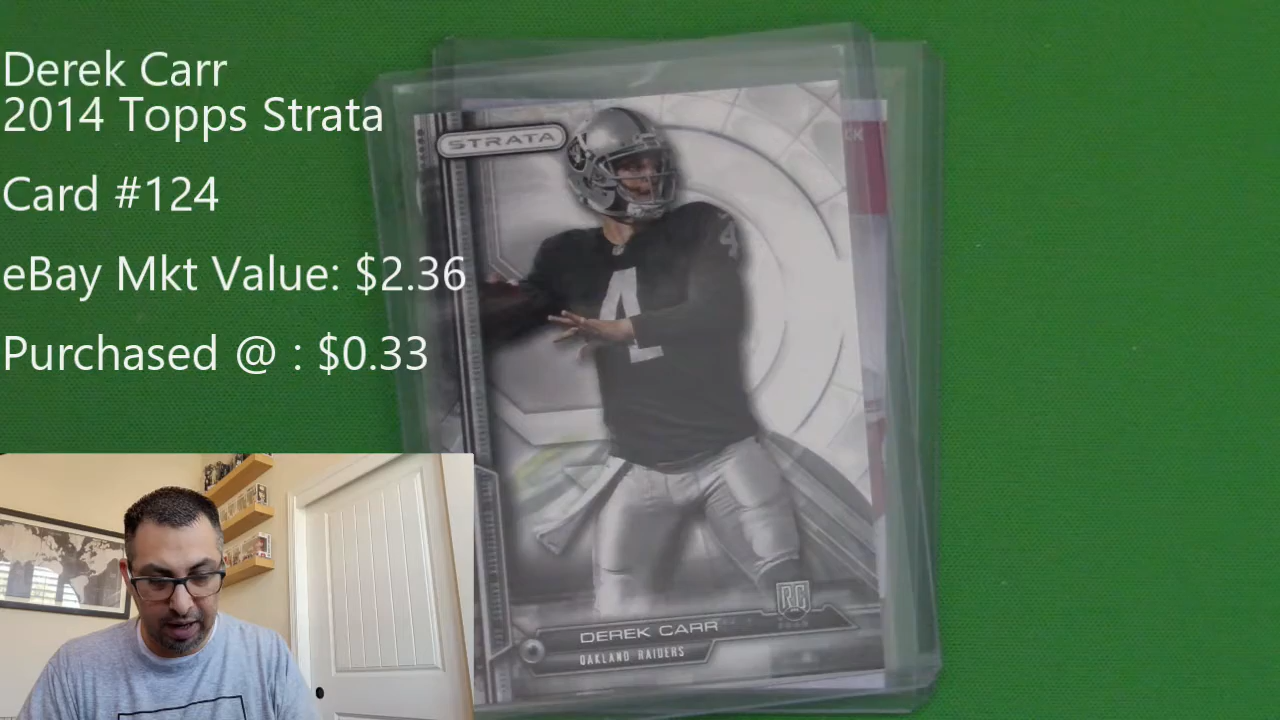 Derek Carr
2014 Topps Strata
Card #124
eBay Mkt Value: $2.36
Purchased @ : $0.33
STRATA
4
4
RC
DEREK CARR
OAKLAND RAIDERS